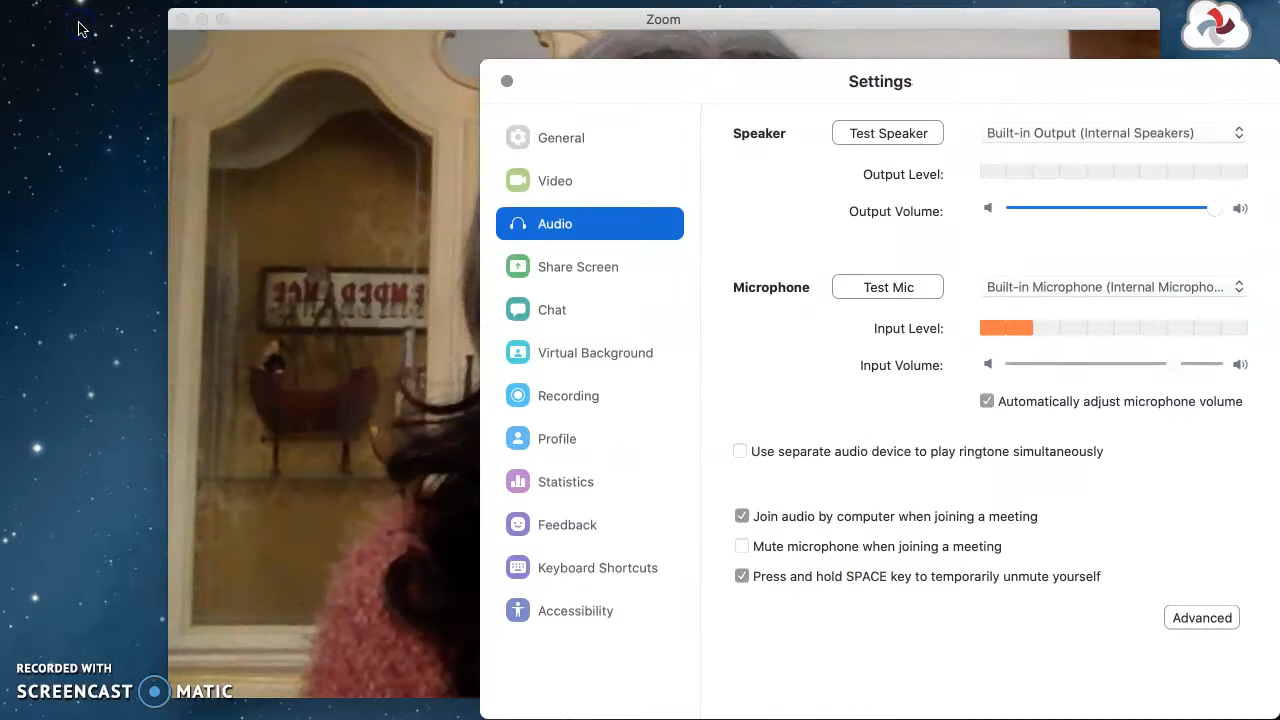 Zoom
Settings
General
Video
Audio
Share Screen
Chat
Virtual Background
Recording
Profile
Statistics
Feedback
Keyboard Shortcuts
Accessibility
Speaker
Test Speaker
Built-in Output (Internal Speakers)
Output Level:
Output Volume:
Microphone
Test Mic
Built-in Microphone (Internal Micropho...
Input Level:
Input Volume:
Automatically adjust microphone volume
Use separate audio device to play ringtone simultaneously
Join audio by computer when joining a meeting
Mute microphone when joining a meeting
Press and hold SPACE key to temporarily unmute yourself
Advanced
RECORDED WITH
SCREENCAST MATIC